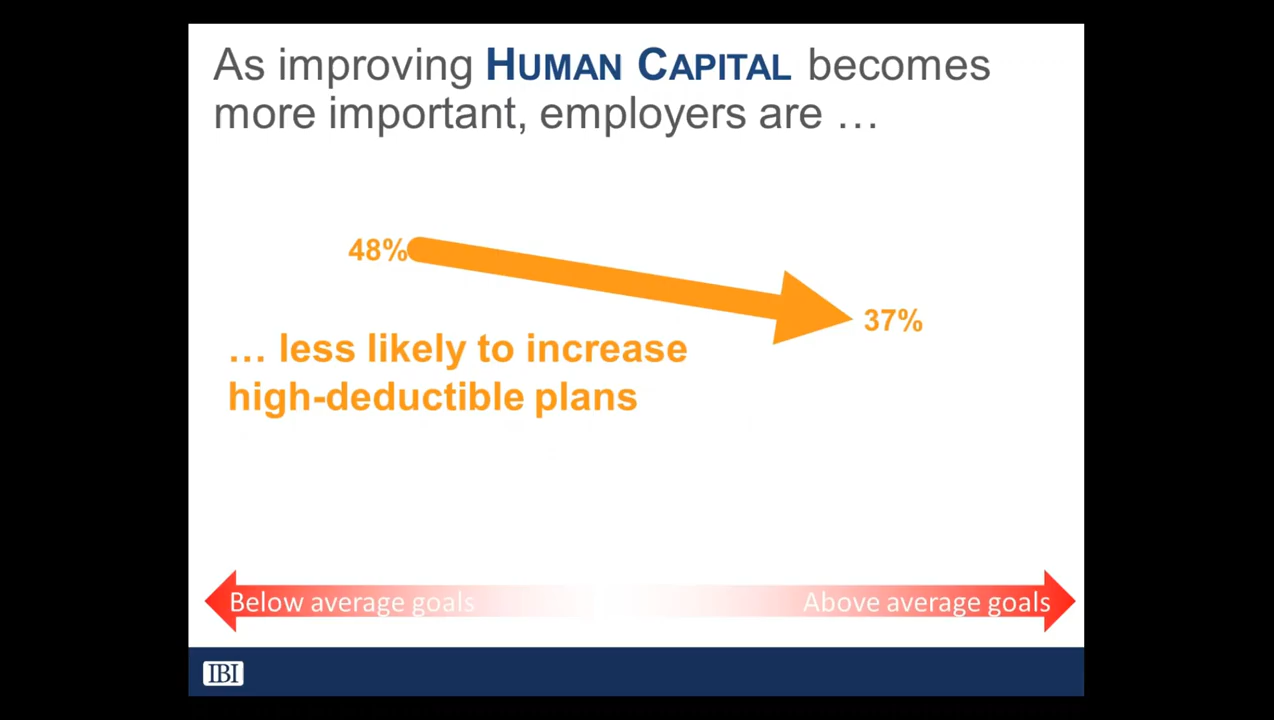 As improving HUMAN CAPITAL becomes
more important, employers are …
48%
37%
… less likely to increase
high-deductible plans
Below average goals
Above average goals
IBI